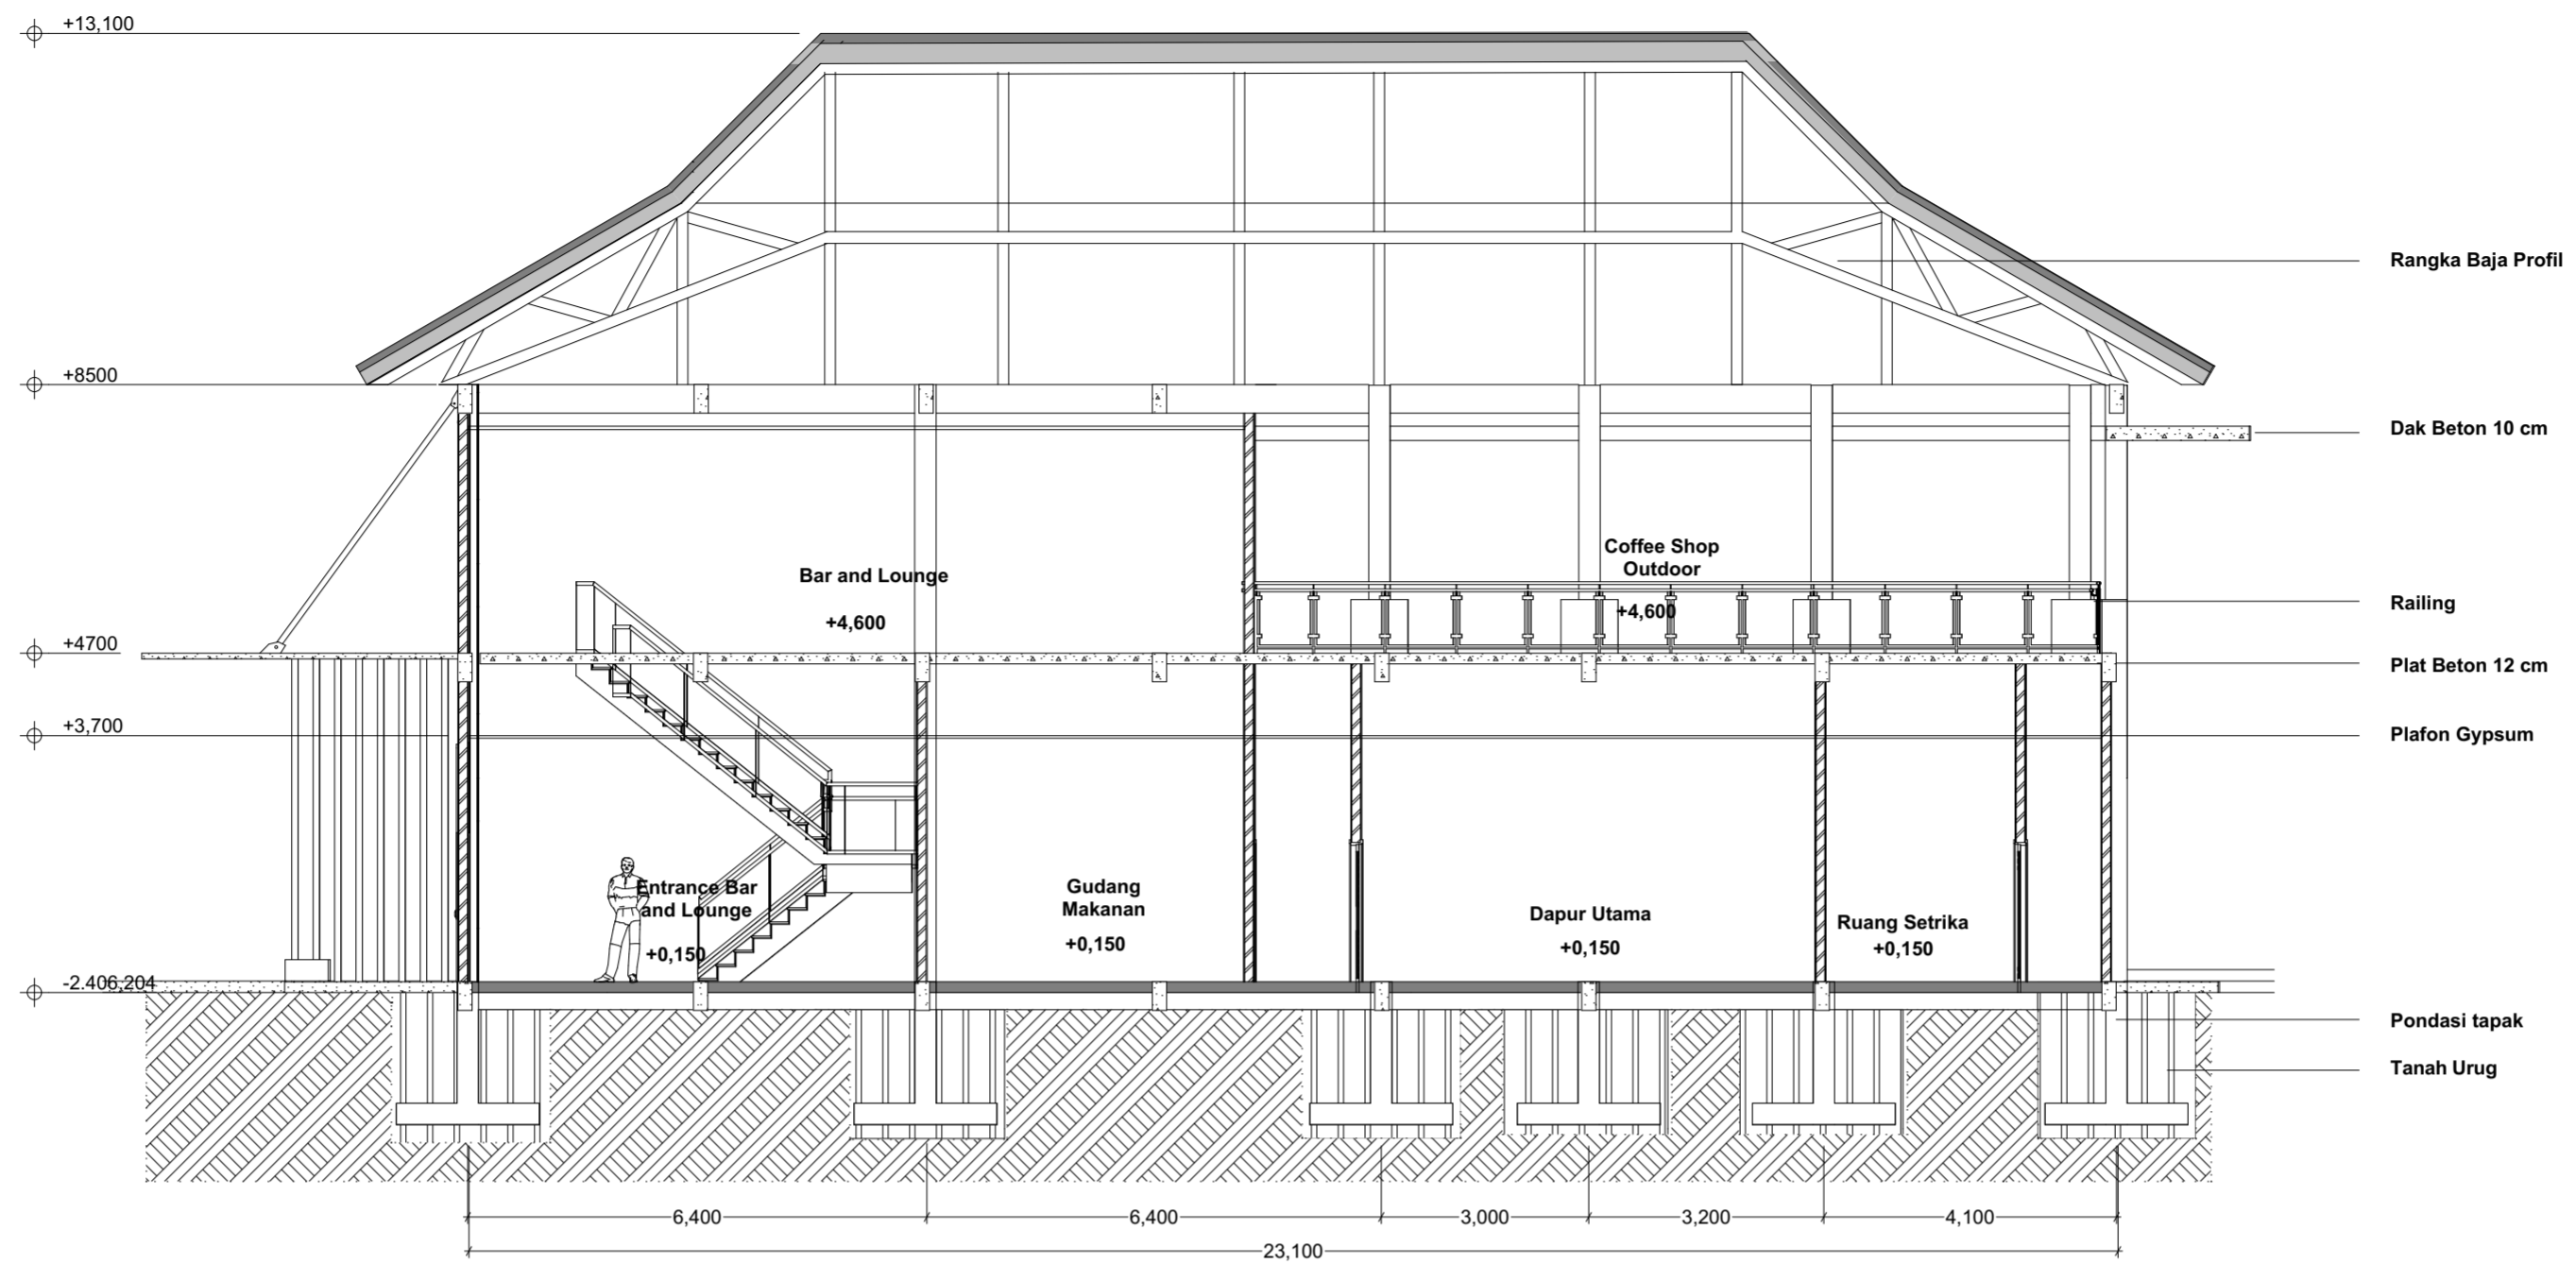 +13,100
Rangka Baja Profil
+8500
Dak Beton 10 cm
Coffee Shop
Outdoor
+4,600
Bar and Lounge
+4,600
Railing
+4700
Plat Beton 12 cm
+3,700
Plafon Gypsum
Entrance Bar
and Lounge
+0,150
Gudang
Makanan
+0,150
Dapur Utama
+0,150
Ruang Setrika
+0,150
-2.406,204
Pondasi tapak
Tanah Urug
6,400
6,400
3,000
3,200
4,100
23,100